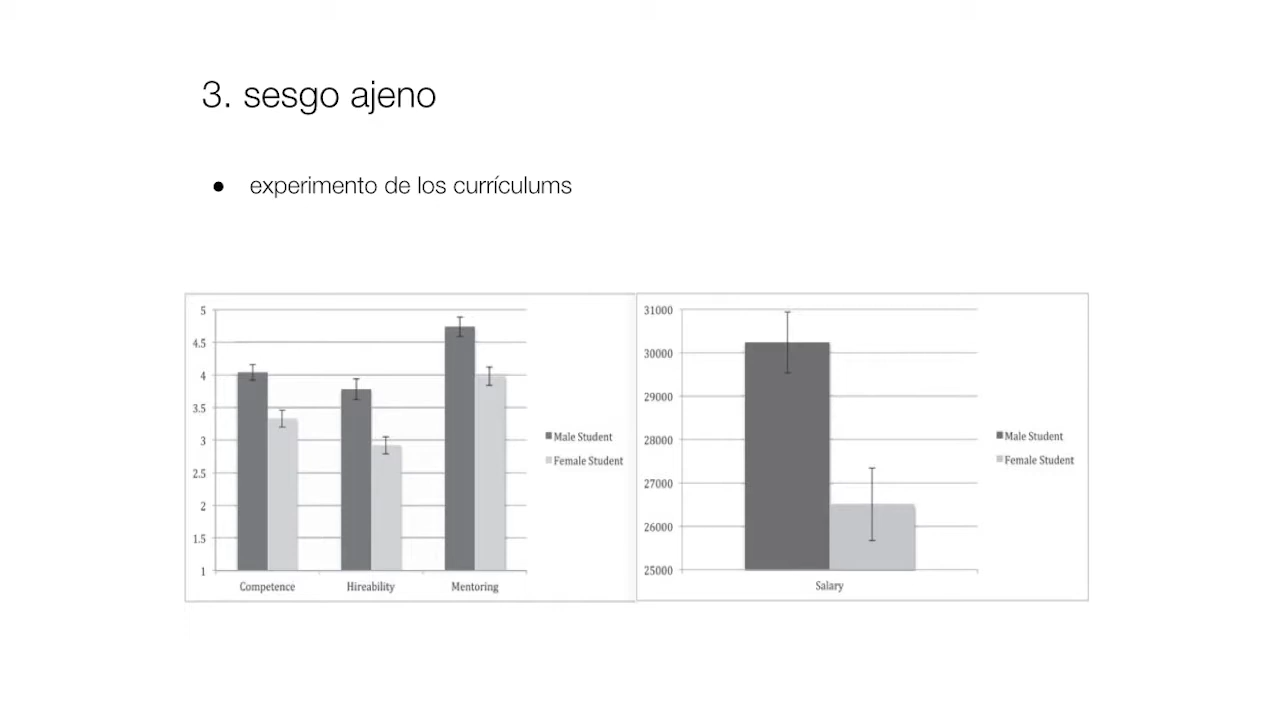 3. sesgo ajeno
● experimento de los currículums
5
4.5
4
3.5
3
2.5
2
1.5
1
Competence
Hireability
Mentoring
Male Student
Female Student
31000
30000
29000
28000
27000
26000
25000
Salary
Male Student
Female Student